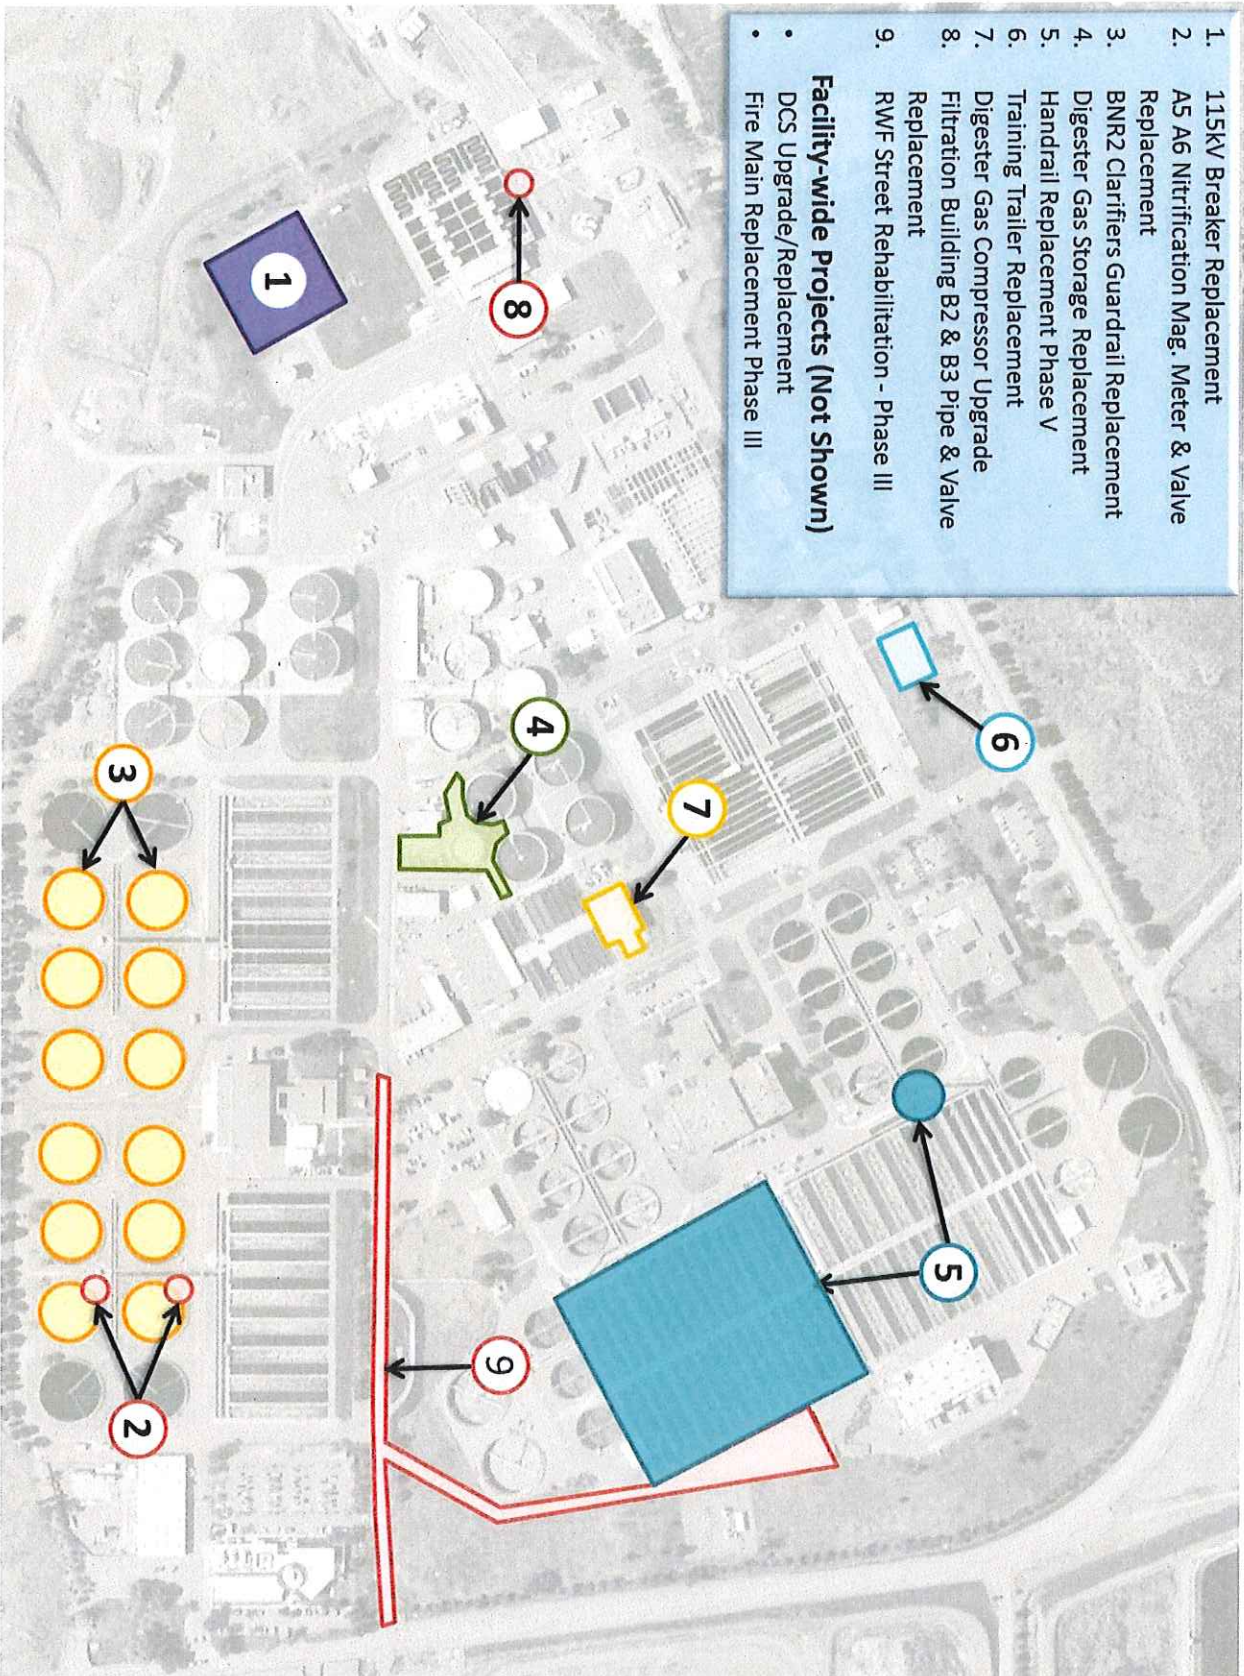 1. 115kV Breaker Replacement
2. A5 A6 Nitrification Mag. Meter & Valve
Replacement
3. BNR2 Clarifiers Guardrail Replacement
4. Digester Gas Storage Replacement
5. Handrail Replacement Phase V
6. Training Trailer Replacement
7. Digester Gas Compressor Upgrade
8. Filtration Building B2 & B3 Pipe & Valve
Replacement
9. RWF Street Rehabilitation - Phase III
Facility-wide Projects (Not Shown)
• DCS Upgrade/Replacement
• Fire Main Replacement Phase III
6
5
7
8
4
9
1
3
2